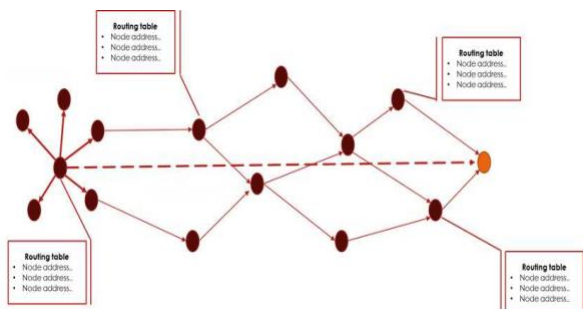 Routing table
• Node address..
• Node address..
• Node address..
Routing table
• Node address..
• Node address..
• Node address..
Routing table
• Node address..
• Node address..
• Node address..
Routing table
• Node address..
• Node address..
• Node address..